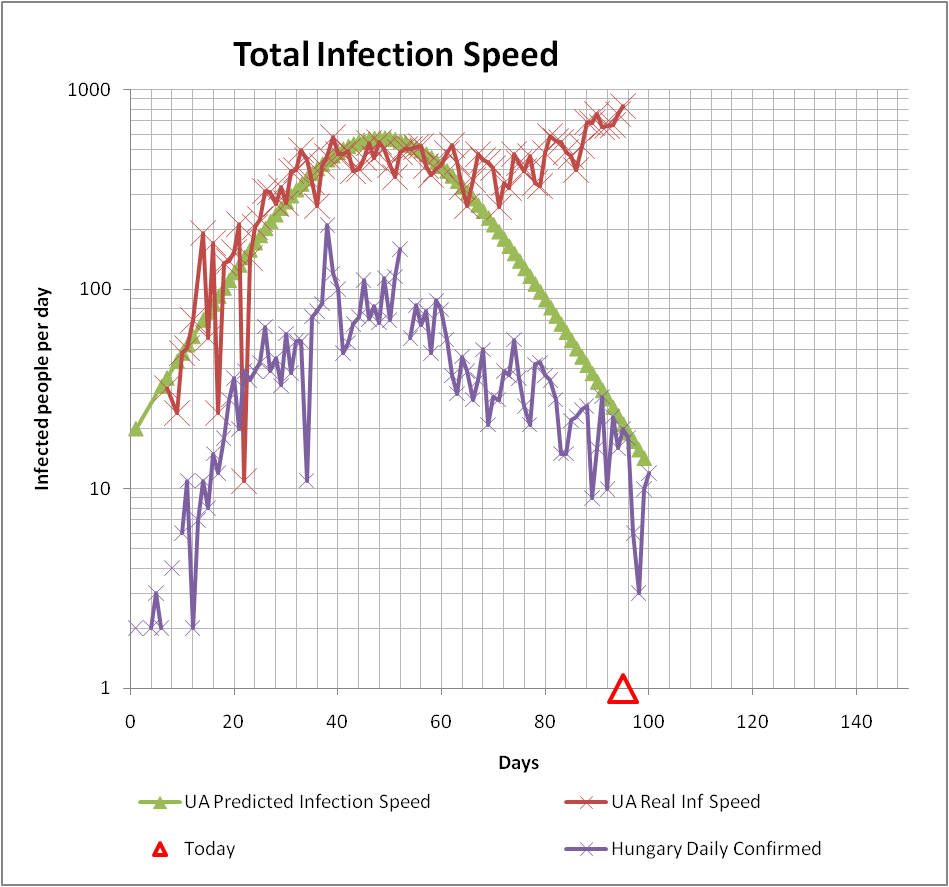 Total Infection Speed
1000
100
10
1
Infected people per day
0 20 40 60 80 100 120 140
Days
UA Predicted Infection Speed UA Real Inf Speed
Today Hungary Daily Confirmed